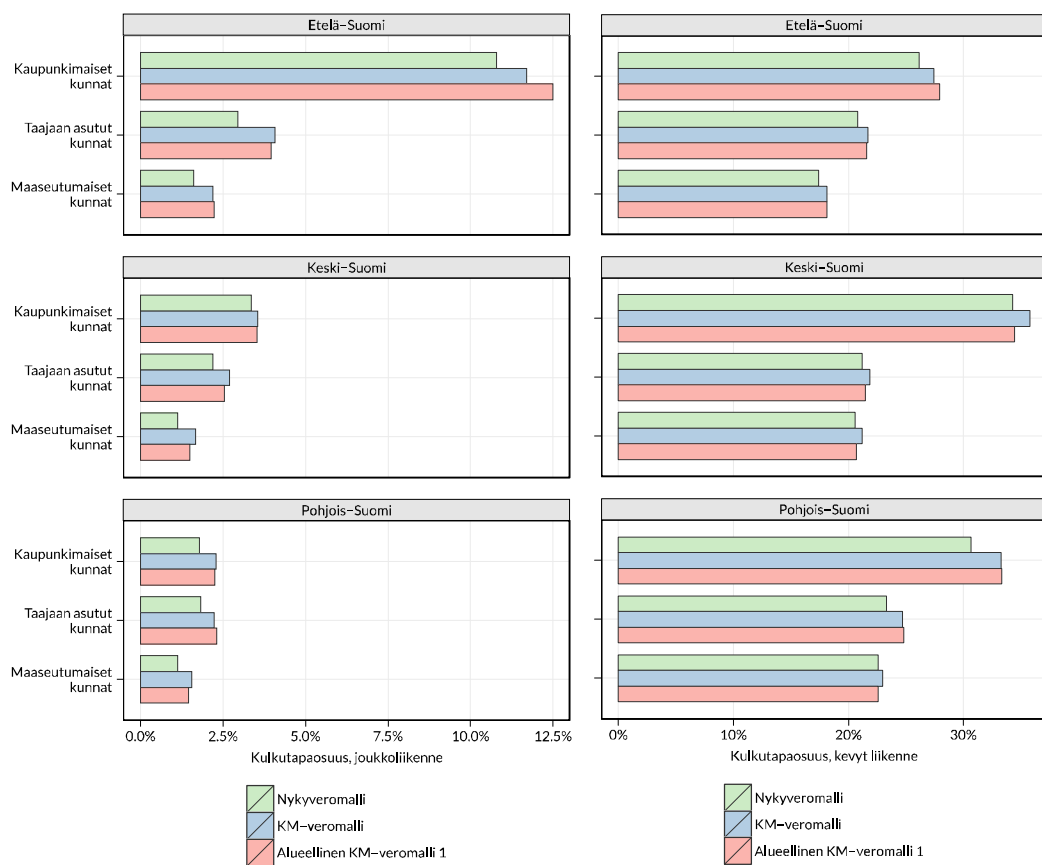 Etelä–Suomi
Kaupunkimaiset
kunnat
Taajaan asutut
kunnat
Maaseutumaiset
kunnat
Keski–Suomi
Kaupunkimaiset
kunnat
Taajaan asutut
kunnat
Maaseutumaiset
kunnat
Pohjois–Suomi
Kaupunkimaiset
kunnat
Taajaan asutut
kunnat
Maaseutumaiset
kunnat
0.0% 2.5% 5.0% 7.5% 10.0% 12.5%
Kulkutapaosuus, joukkoliikenne
Nykyveromalli
KM–veromalli
Alueellinen KM–veromalli 1
Etelä–Suomi
Keski–Suomi
Pohjois–Suomi
0% 10% 20% 30%
Kulkutapaosuus, kevyt liikenne
Nykyveromalli
KM–veromalli
Alueellinen KM–veromalli 1